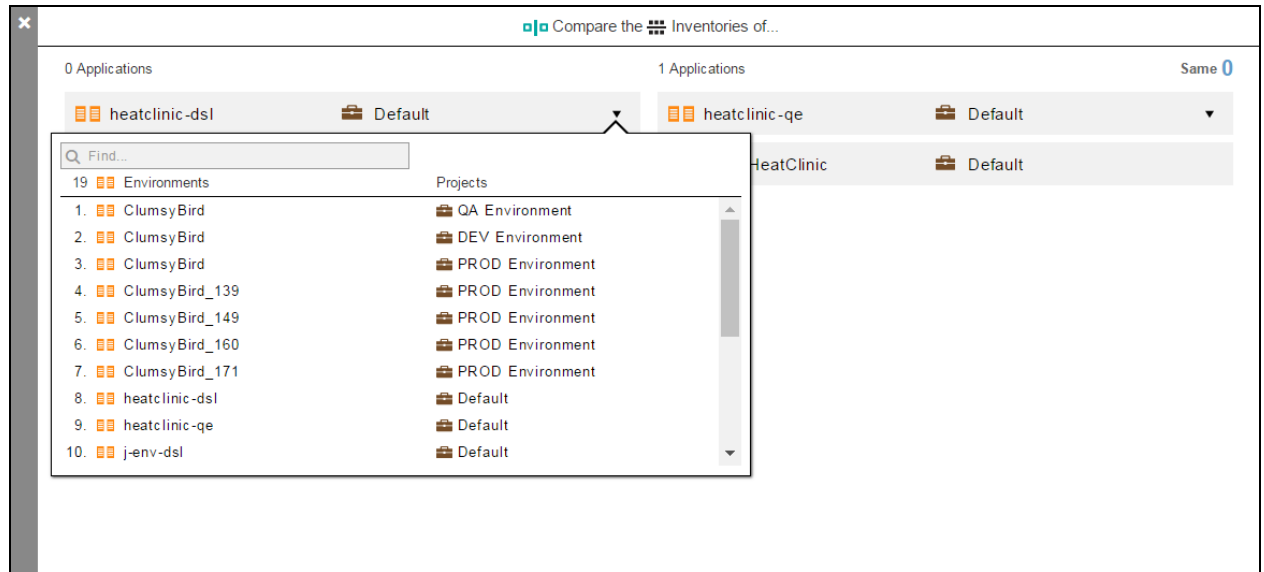 Compare the Inventories of...
0 Applications
1 Applications Same 0
heatclinic-dsl Default
heatclinic-qe Default
HeatClinic Default
Find...
19 Environments Projects
1. ClumsyBird QA Environment
2. ClumsyBird DEV Environment
3. ClumsyBird PROD Environment
4. ClumsyBird_139 PROD Environment
5. ClumsyBird_149 PROD Environment
6. ClumsyBird_160 PROD Environment
7. ClumsyBird_171 PROD Environment
8. heatclinic-dsl Default
9. heatclinic-qe Default
10. j-env-dsl Default